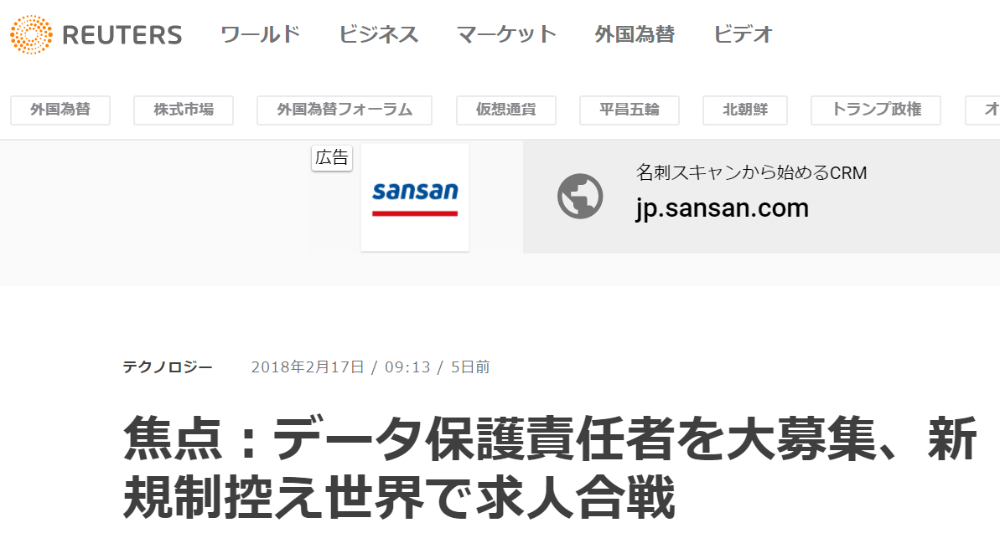 REUTERS ワールド ビジネス マーケット 外国為替 ビデオ
外国為替 株式市場 外国為替フォーラム 仮想通貨 平昌五輪 北朝鮮 トランプ政権 オ
広告
sansan
名刺スキャンから始めるCRM
jp.sansan.com
テクノロジー 2018年2月17日 / 09:13 / 5日前
焦点：データ保護責任者を大募集、新
規制控え世界で求人合戦